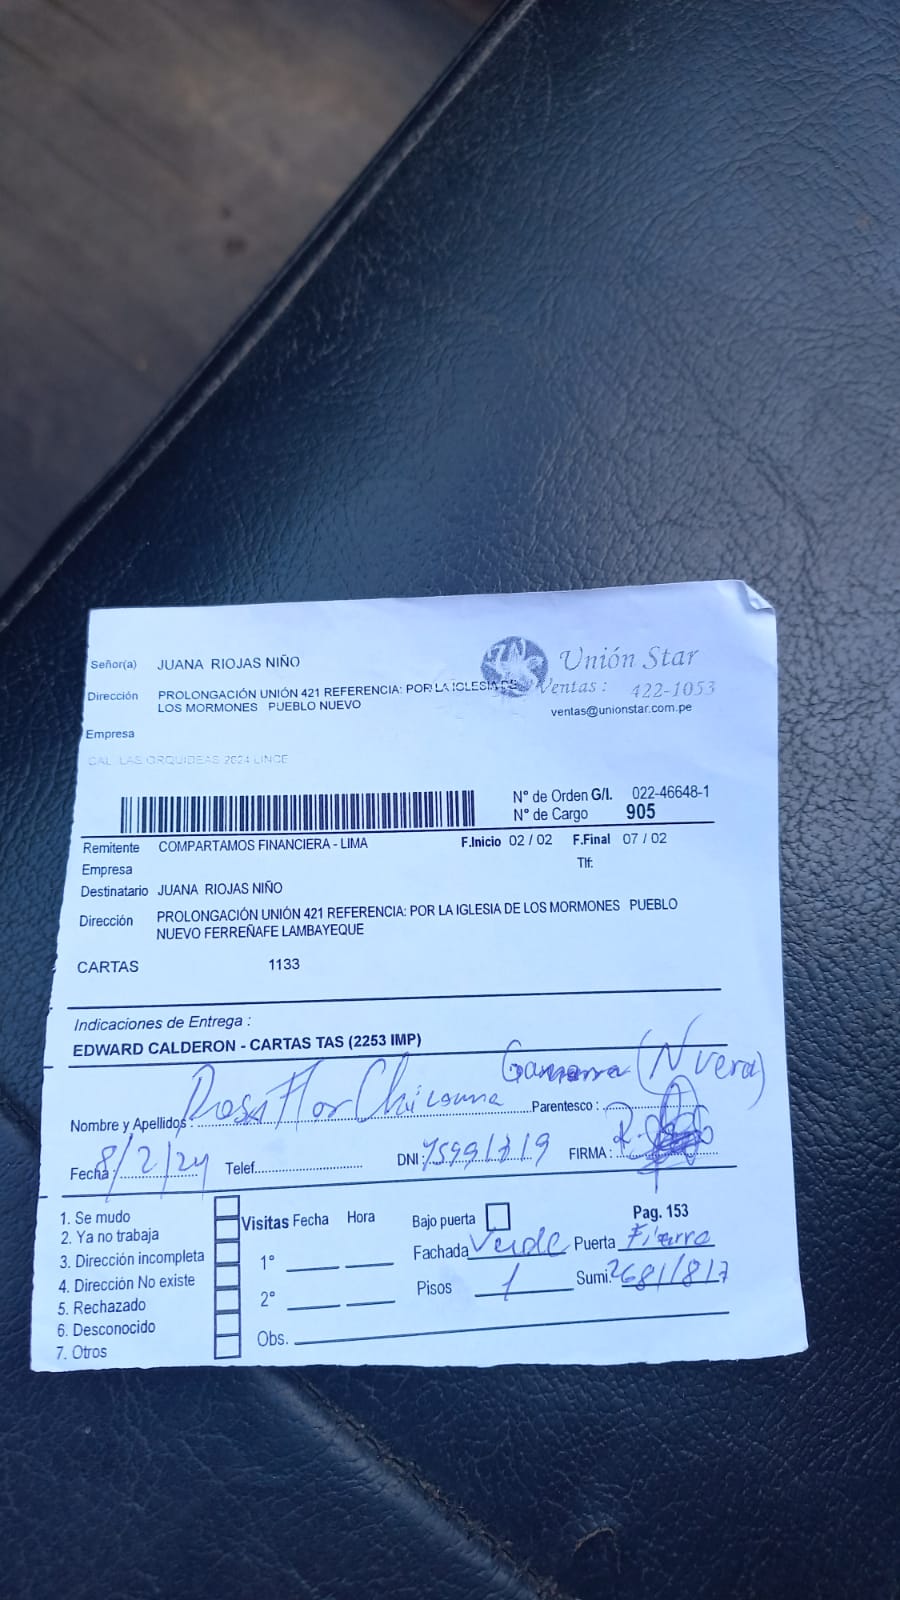 Señor(a) JUANA RIOJAS NIÑO
Unión Star
Dirección PROLONGACIÓN UNIÓN 421 REFERENCIA: POR LA IGLESIA DE
Ventas: 422-1053
LOS MORMONES PUEBLO NUEVO
ventas@unionstar.com.pe
Empresa
CAL LAS ORQUIDEAS 2624 LINCE
N° de Orden G/I. 022-46648-1
N° de Cargo 905
Remitente COMPARTAMOS FINANCIERA - LIMA F.Inicio 02 / 02 F.Final 07 / 02
Empresa Tlf:
Destinatario JUANA RIOJAS NIÑO
Dirección PROLONGACIÓN UNIÓN 421 REFERENCIA: POR LA IGLESIA DE LOS MORMONES PUEBLO
NUEVO FERREÑAFE LAMBAYEQUE
CARTAS 1133
Indicaciones de Entrega :
EDWARD CALDERON - CARTAS TAS (2253 IMP)
Gamarra (Nuera)
Nombre y Apellidos: Rosa Flor Chicoma Parentesco :
Fecha: 8/2/24 Telef. DNI: FIRMA :
1. Se mudo
2. Ya no trabaja
3. Dirección incompleta
4. Dirección No existe
5. Rechazado
6. Desconocido
7. Otros
Visitas Fecha Hora
1°
2°
Obs.
Bajo puerta Pag. 153
Fachada Verde Puerta Fierro
Pisos 1 Sumi: